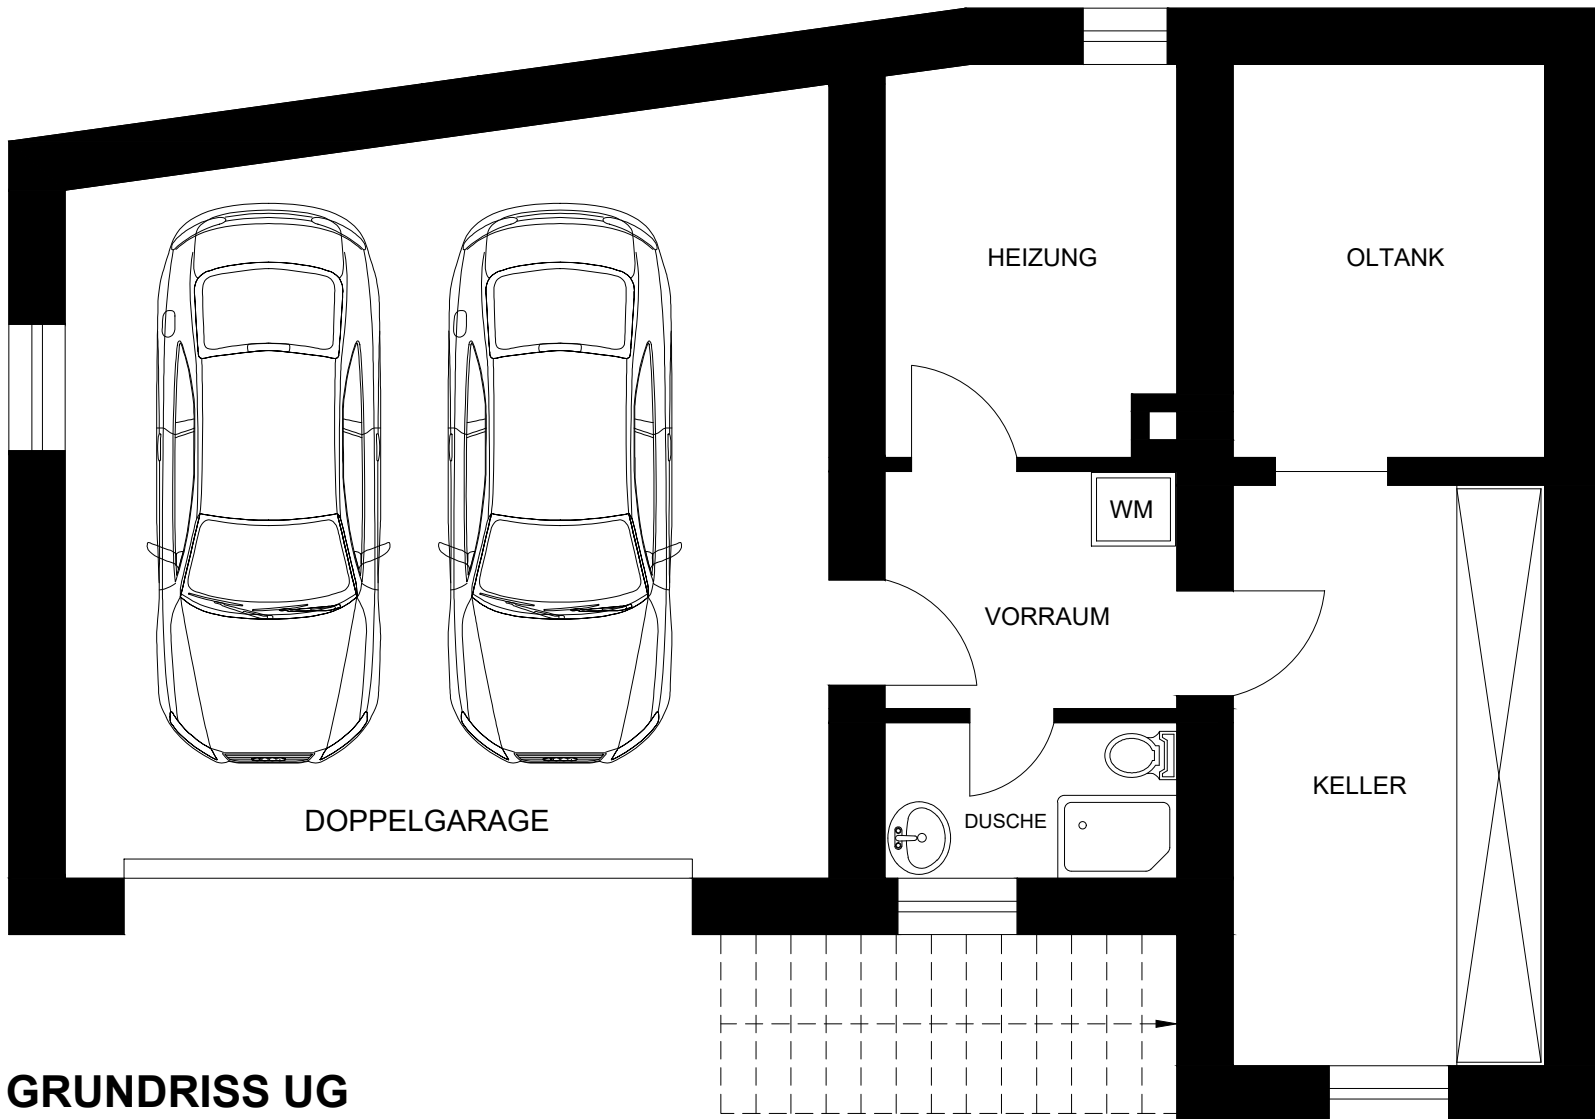 HEIZUNG
OLTANK
WM
VORRAUM
KELLER
DOPPELGARAGE
DUSCHE
GRUNDRISS UG